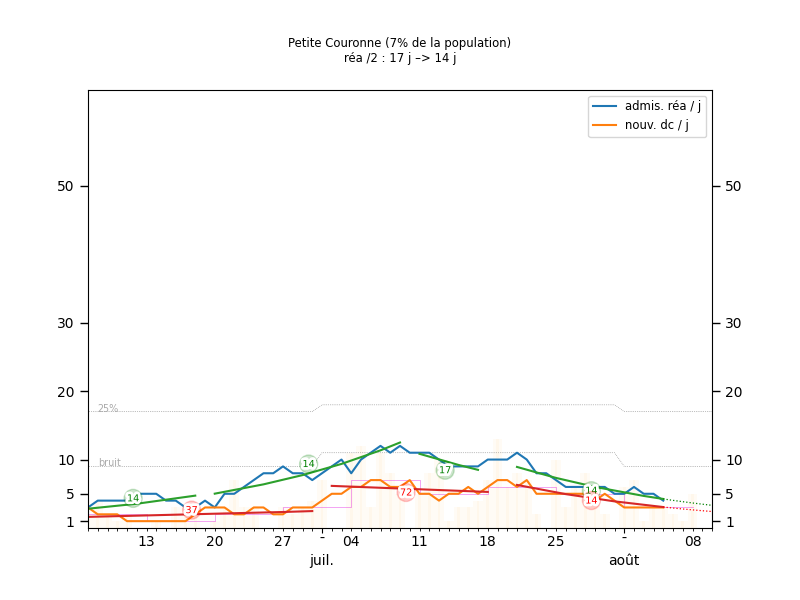 Petite Couronne (7% de la population)
réa /2 : 17 j –> 14 j
admis. réa / j
nouv. dc / j
50 50
30 30
20 20
25%
10 bruit 10
5 5
1 1
14 37 14 72 17 14 14
13 20 27 - 04 11 18 25 - 08
juil. août